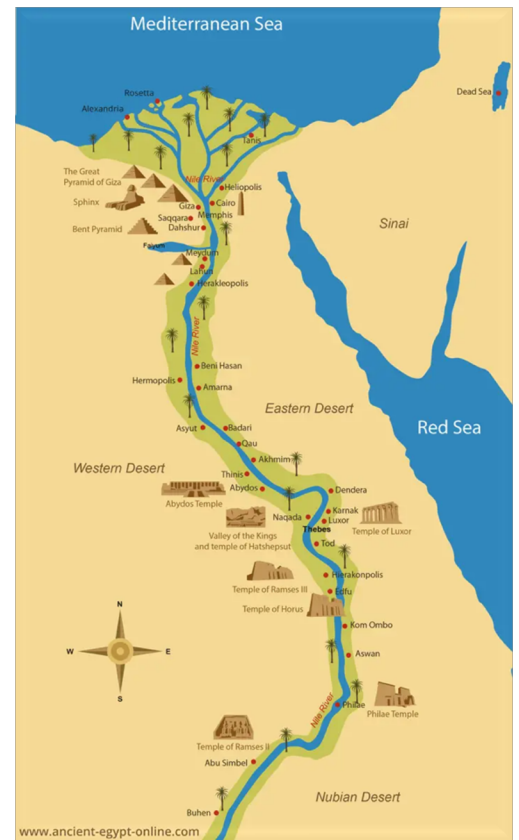 Mediterranean Sea
Dead Sea
Rosetta
Alexandria
Tanis
The Great
Pyramid of Giza
Nile River
Heliopolis
Sphinx
Giza
Cairo
Saqqara
Memphis
Sinai
Bent Pyramid
Dahshur
Faiyum
Meydum
Lahun
Herakleopolis
Nile River
Beni Hasan
Hermopolis
Amarna
Eastern Desert
Asyut
Badari
Red Sea
Qau
Akhmim
Western Desert
Thinis
Abydos
Dendera
Abydos Temple
Karnak
Naqada
Luxor
Thebes
Temple of Luxor
Valley of the Kings
and temple of Hatshepsut
Tod
Hierakonpolis
Temple of Ramses III
Edfu
Temple of Horus
N
Kom Ombo
W
E
Aswan
S
Nile River
Philae
Philae Temple
Temple of Ramses II
Abu Simbel
Nubian Desert
Buhen
www.ancient-egypt-online.com